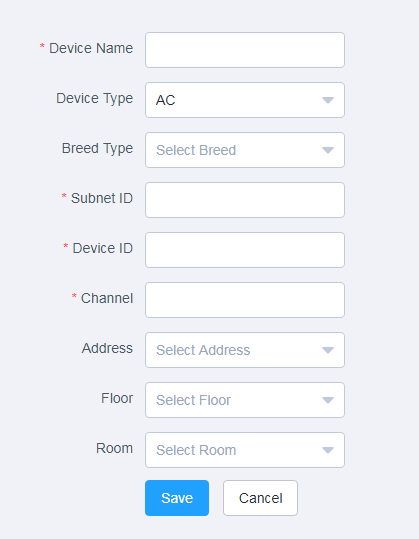 * Device Name
Device Type AC
Breed Type Select Breed
* Subnet ID
* Device ID
* Channel
Address Select Address
Floor Select Floor
Room Select Room
Save Cancel